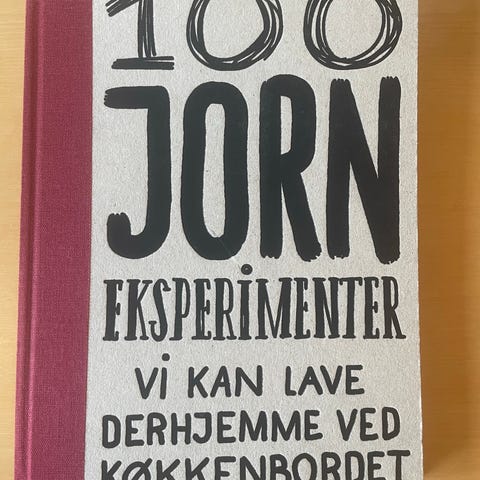 100
JORN
EKSPERIMENTER
Vi KAN LAVE
DERHJEMME VED
KØKKENBORDET